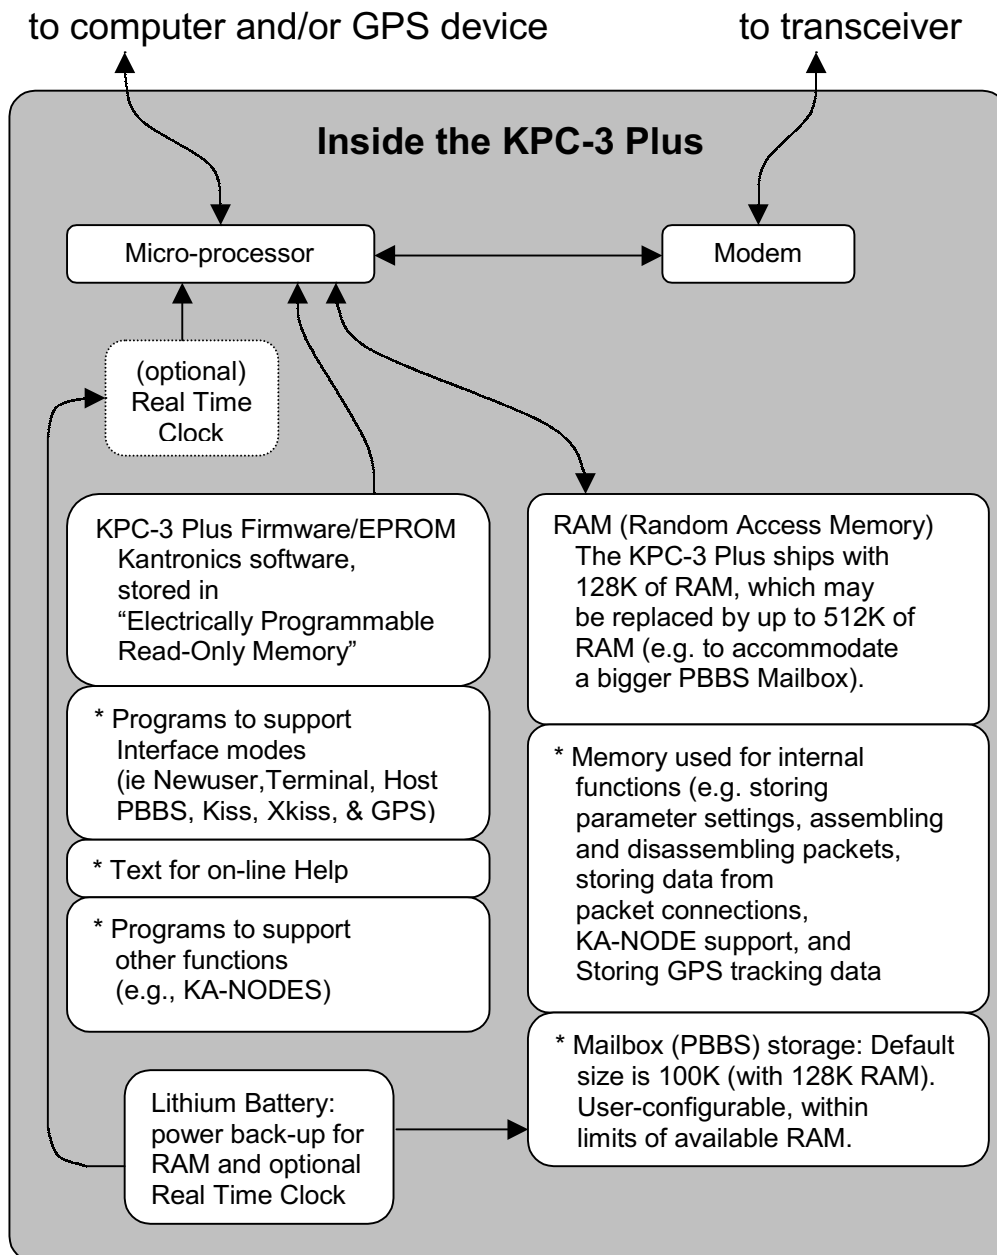 to computer and/or GPS device
to transceiver
Inside the KPC-3 Plus
Micro-processor
Modem
(optional)
Real Time
Clock
KPC-3 Plus Firmware/EPROM
Kantronics software,
stored in
“Electrically Programmable
Read-Only Memory”
* Programs to support
Interface modes
(ie Newuser,Terminal, Host
PBBS, Kiss, Xkiss, & GPS)
* Text for on-line Help
* Programs to support
other functions
(e.g., KA-NODES)
Lithium Battery:
power back-up for
RAM and optional
Real Time Clock
RAM (Random Access Memory)
The KPC-3 Plus ships with
128K of RAM, which may
be replaced by up to 512K of
RAM (e.g. to accommodate
a bigger PBBS Mailbox).
* Memory used for internal
functions (e.g. storing
parameter settings, assembling
and disassembling packets,
storing data from
packet connections,
KA-NODE support, and
Storing GPS tracking data
* Mailbox (PBBS) storage: Default
size is 100K (with 128K RAM).
User-configurable, within
limits of available RAM.